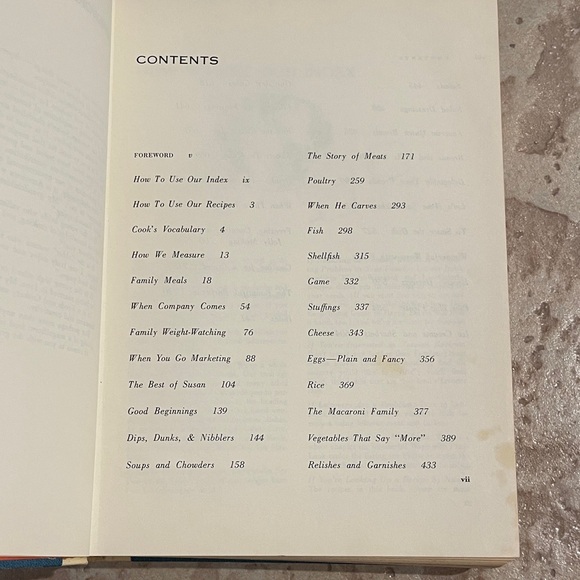 CONTENTS
FOREWORD v
How To Use Our Index ix
How To Use Our Recipes 3
Cook's Vocabulary 4
How We Measure 13
Family Meals 18
When Company Comes 54
Family Weight-Watching 76
When You Go Marketing 88
The Best of Susan 104
Good Beginnings 139
Dips, Dunks, & Nibblers 144
Soups and Chowders 158
The Story of Meats 171
Poultry 259
When He Carves 293
Fish 298
Shellfish 315
Game 332
Stuffings 337
Cheese 343
Eggs—Plain and Fancy 356
Rice 369
The Macaroni Family 377
Vegetables That Say "More" 389
Relishes and Garnishes 433
vii